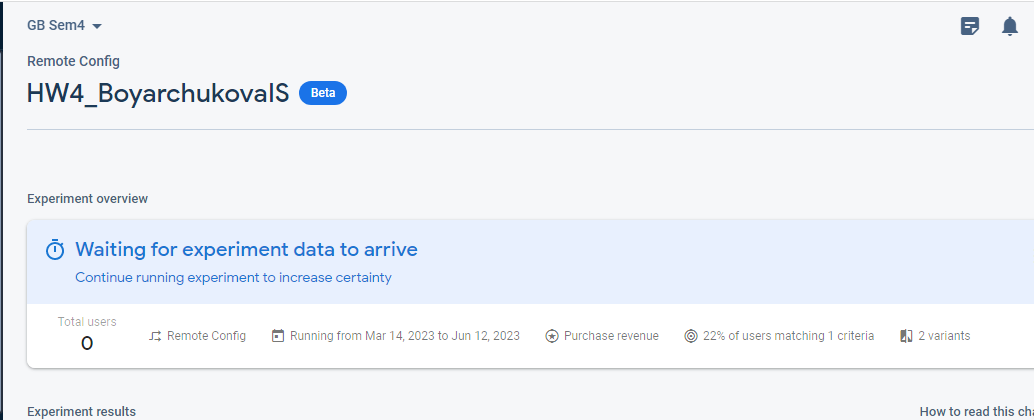 GB Sem4
Remote Config
HW4_BoyarchukovaIS Beta
Experiment overview
Waiting for experiment data to arrive
Continue running experiment to increase certainty
Total users
0
Remote Config
Running from Mar 14, 2023 to Jun 12, 2023
Purchase revenue
22% of users matching 1 criteria
2 variants
Experiment results
How to read this cha